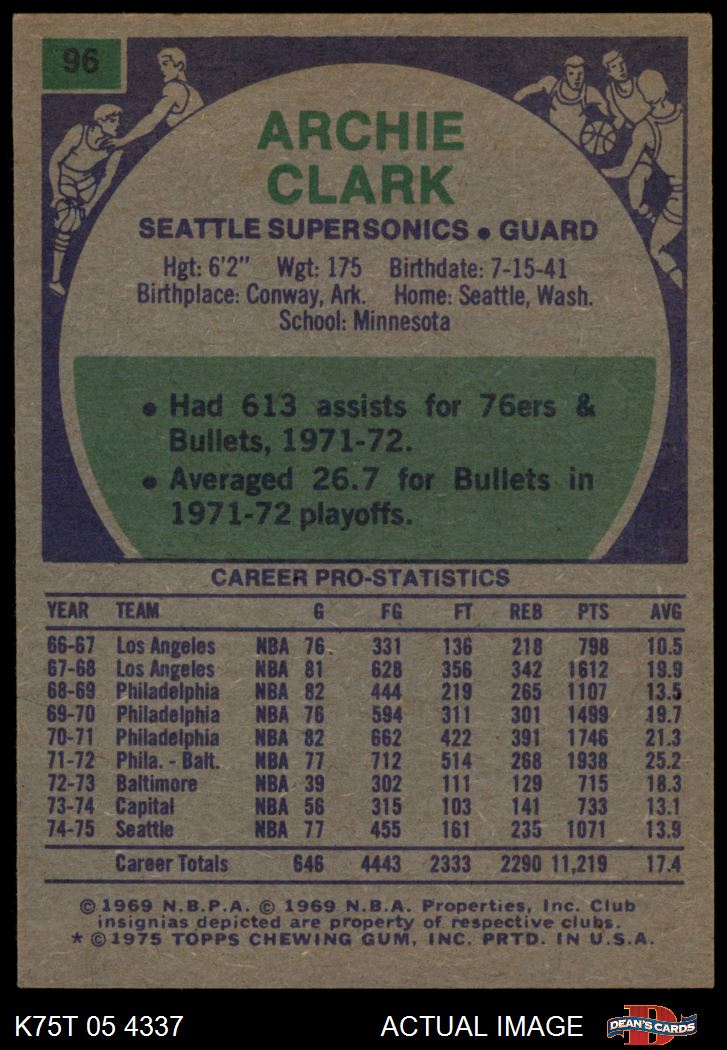 96
ARCHIE
CLARK
SEATTLE SUPERSONICS • GUARD
Hgt: 6'2" Wgt: 175 Birthdate: 7-15-41
Birthplace: Conway, Ark. Home: Seattle, Wash.
School: Minnesota
• Had 613 assists for 76ers &
Bullets, 1971-72.
• Averaged 26.7 for Bullets in
1971-72 playoffs.
CAREER PRO-STATISTICS
YEAR TEAM G FG FT REB PTS AVG
66-67 Los Angeles NBA 76 331 136 218 798 10.5
67-68 Los Angeles NBA 81 628 356 342 1612 19.9
68-69 Philadelphia NBA 82 444 219 265 1107 13.5
69-70 Philadelphia NBA 76 594 311 301 1499 19.7
70-71 Philadelphia NBA 82 662 422 391 1746 21.3
71-72 Phila. - Balt. NBA 77 712 514 268 1938 25.2
72-73 Baltimore NBA 39 302 111 129 715 18.3
73-74 Capital NBA 56 315 103 141 733 13.1
74-75 Seattle NBA 77 455 161 235 1071 13.9
Career Totals 646 4443 2333 2290 11,219 17.4
© 1969 N.B.P.A. © 1969 N.B.A. Properties, Inc. Club
insignias depicted are property of respective clubs.
* © 1975 TOPPS CHEWING GUM, INC. PRTD. IN U.S.A.
K75T 05 4337 ACTUAL IMAGE
D
DEAN'S CARDS